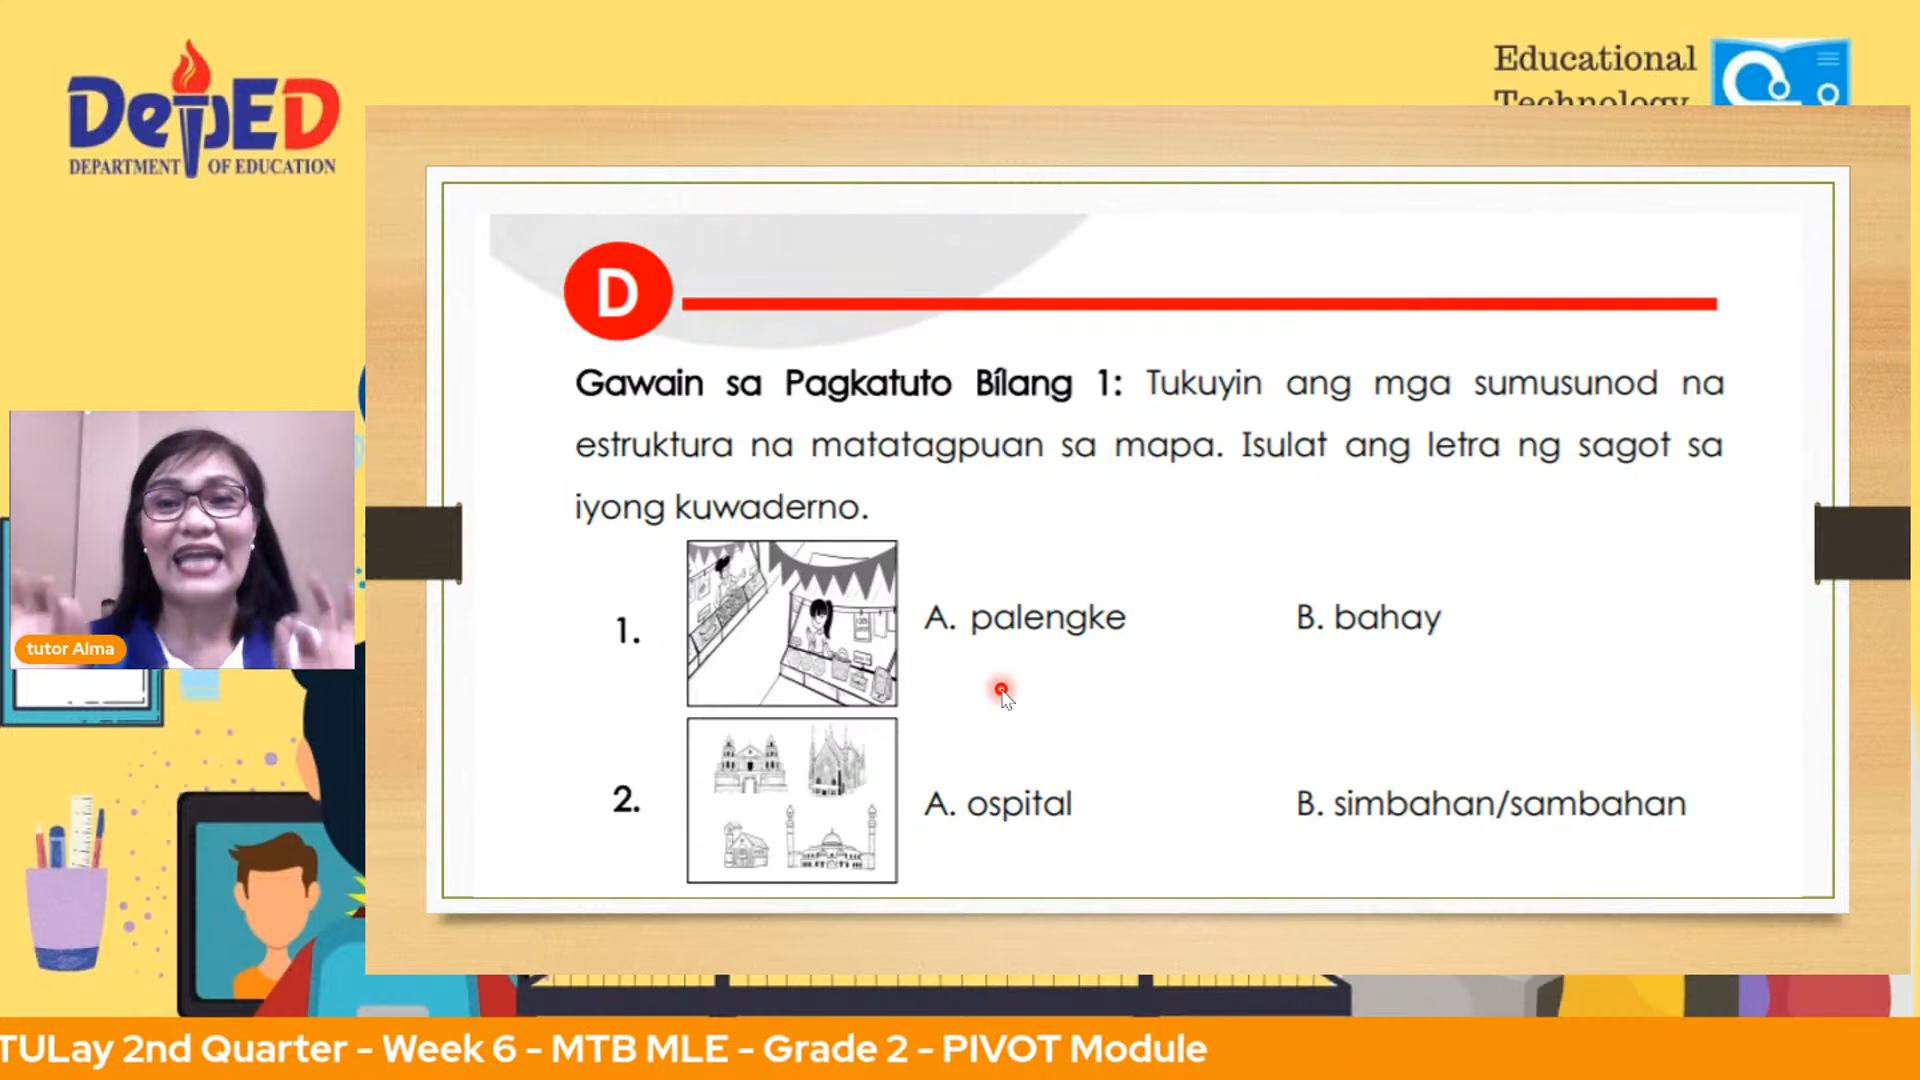 DepED
DEPARTMENT OF EDUCATION
Educational
Technology
D
Gawain sa Pagkatuto Bílang 1: Tukuyin ang mga sumusunod na
estruktura na matatagpuan sa mapa. Isulat ang letra ng sagot sa
iyong kuwaderno.
1. A. palengke B. bahay
2. A. ospital B. simbahan/sambahan
tutor Alma
TULay 2nd Quarter - Week 6 - MTB MLE - Grade 2 - PIVOT Module